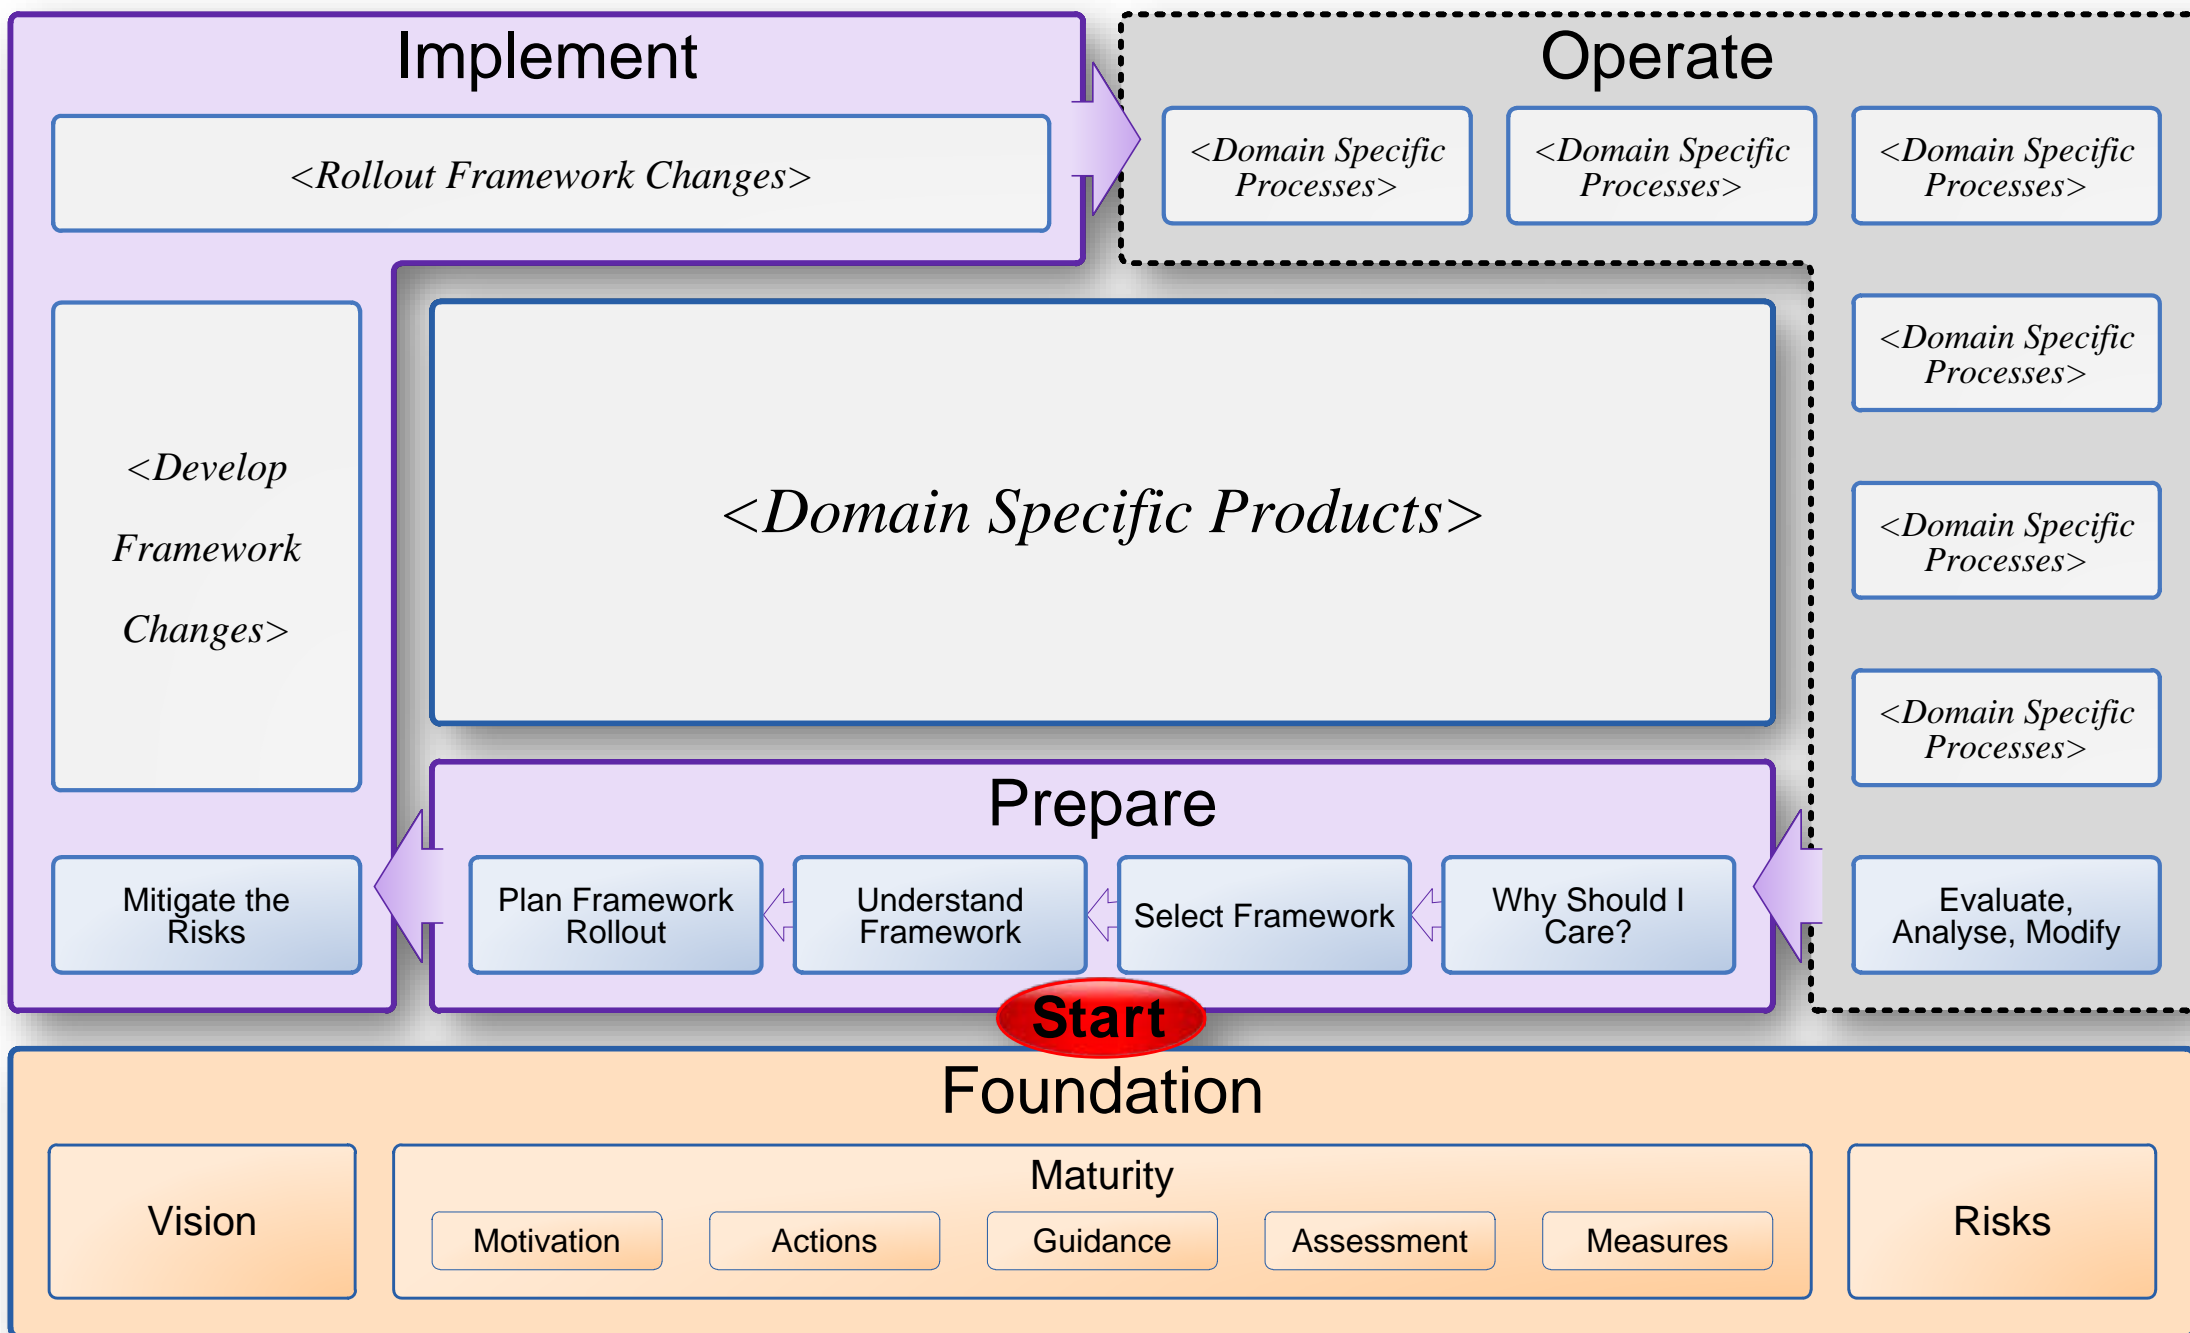 Implement
<Rollout Framework Changes>
<Develop
Framework
Changes>
Mitigate the
Risks
Operate
<Domain Specific
Processes>
<Domain Specific
Processes>
<Domain Specific
Processes>
<Domain Specific
Processes>
<Domain Specific
Processes>
<Domain Specific
Processes>
Evaluate,
Analyse, Modify
<Domain Specific Products>
Prepare
Plan Framework
Rollout
Understand
Framework
Select Framework
Why Should I
Care?
Start
Foundation
Vision
Maturity
Motivation
Actions
Guidance
Assessment
Measures
Risks